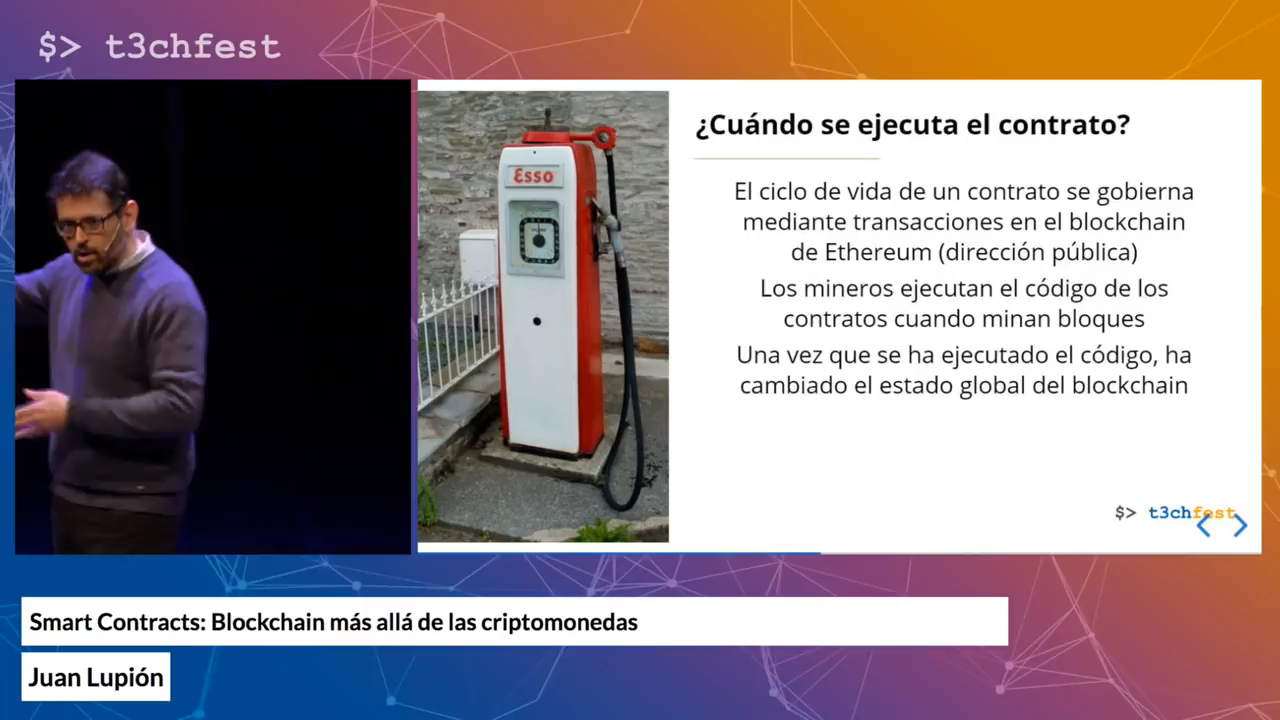 $> t3chfest
Esso
¿Cuándo se ejecuta el contrato?
El ciclo de vida de un contrato se gobierna
mediante transacciones en el blockchain
de Ethereum (dirección pública)
Los mineros ejecutan el código de los
contratos cuando minan bloques
Una vez que se ha ejecutado el código, ha
cambiado el estado global del blockchain
$> t3chfest
Smart Contracts: Blockchain más allá de las criptomonedas
Juan Lupión